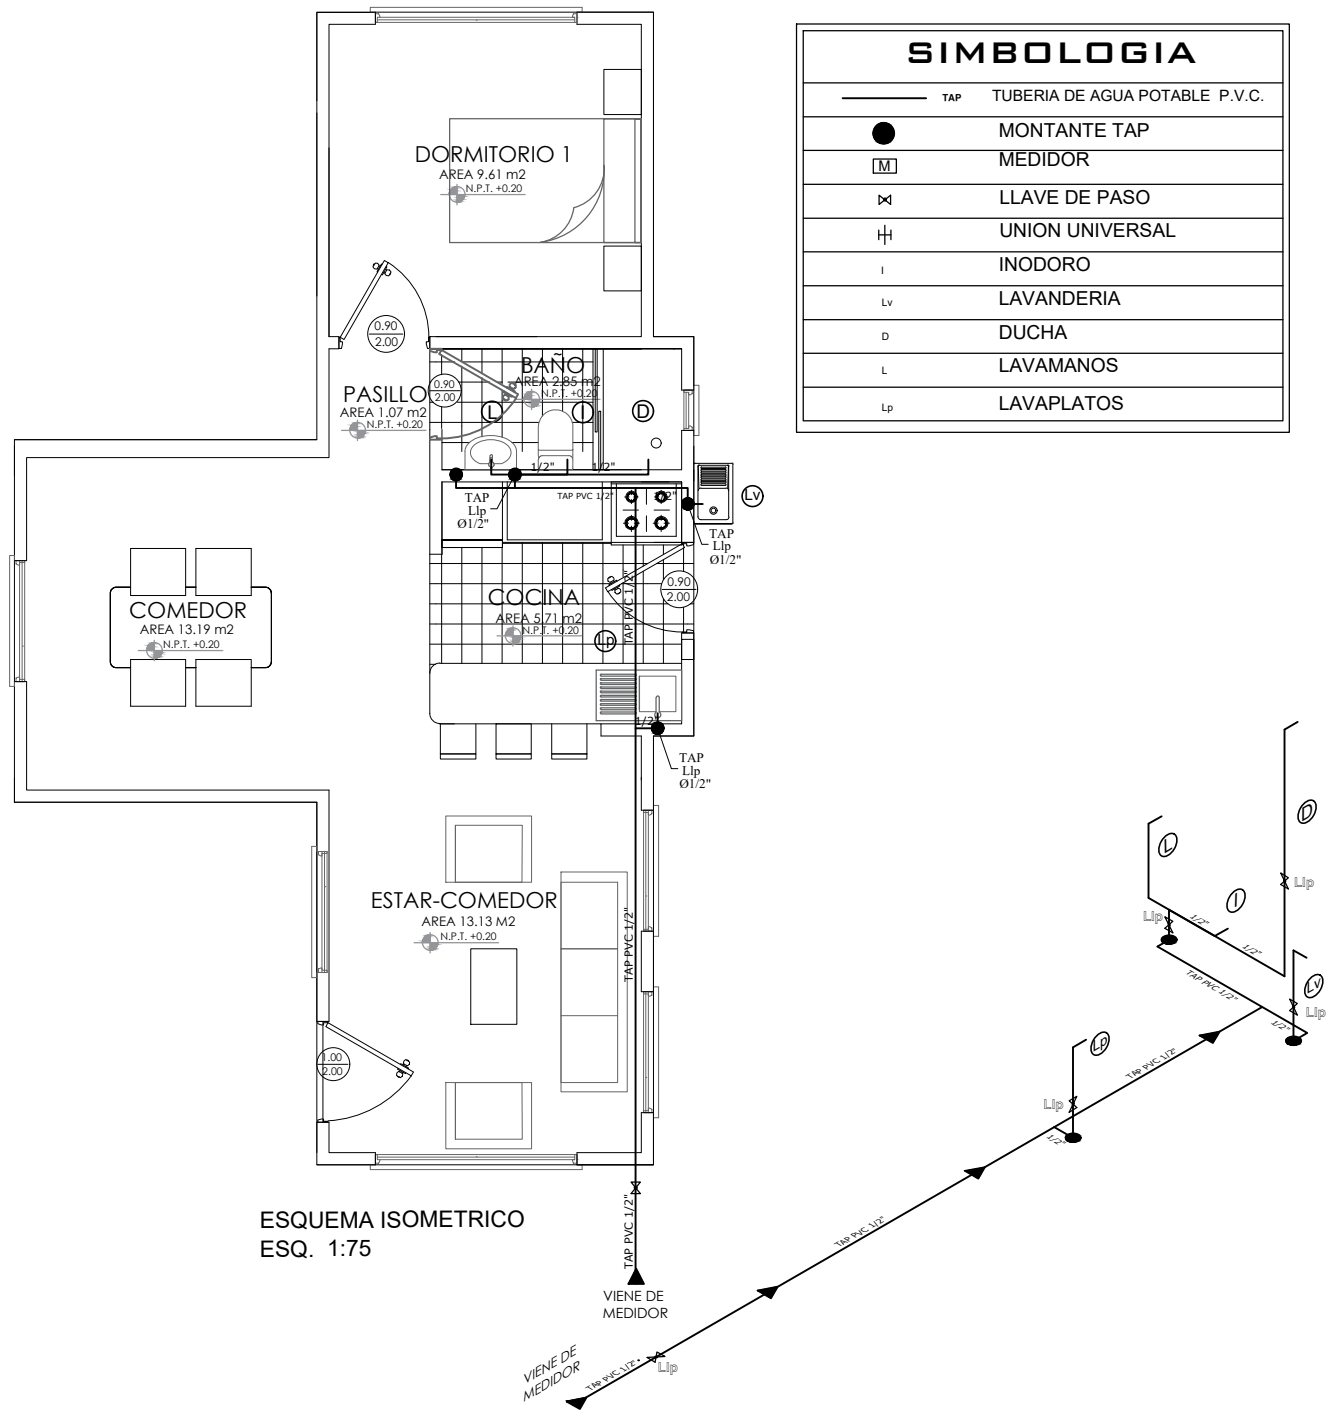 SIMBOLOGIA
TAP TUBERIA DE AGUA POTABLE P.V.C.
MONTANTE TAP
M MEDIDOR
LLAVE DE PASO
UNION UNIVERSAL
I INODORO
Lv LAVANDERIA
D DUCHA
L LAVAMANOS
Lp LAVAPLATOS
DORMITORIO 1
AREA 9.61 m2
N.P.T. +0.20
0.90
2.00
BAÑO
AREA 2.85 m2
N.P.T. +0.20
PASILLO
AREA 1.07 m2
N.P.T. +0.20
0.90
2.00
L
I
D
1/2"
1/2"
TAP
Llp
Ø1/2"
TAP PVC 1/2"
1/2"
Lv
TAP
Llp
Ø1/2"
0.90
2.00
COCINA
AREA 5.71 m2
N.P.T. +0.20
Lp
TAP PVC 1/2"
COMEDOR
AREA 13.19 m2
N.P.T. +0.20
1/2"
TAP
Llp
Ø1/2"
ESTAR-COMEDOR
AREA 13.13 M2
N.P.T. +0.20
TAP PVC 1/2"
1.00
2.00
TAP PVC 1/2"
VIENE DE
MEDIDOR
ESQUEMA ISOMETRICO
ESQ. 1:75
D
L
Llp
I
Llp
1/2"
1/2"
TAP PVC 1/2"
Lv
Llp
1/2"
Lp
Llp
1/2"
TAP PVC 1/2"
TAP PVC 1/2"
Llp
TAP PVC 1/2"
VIENE DE
MEDIDOR